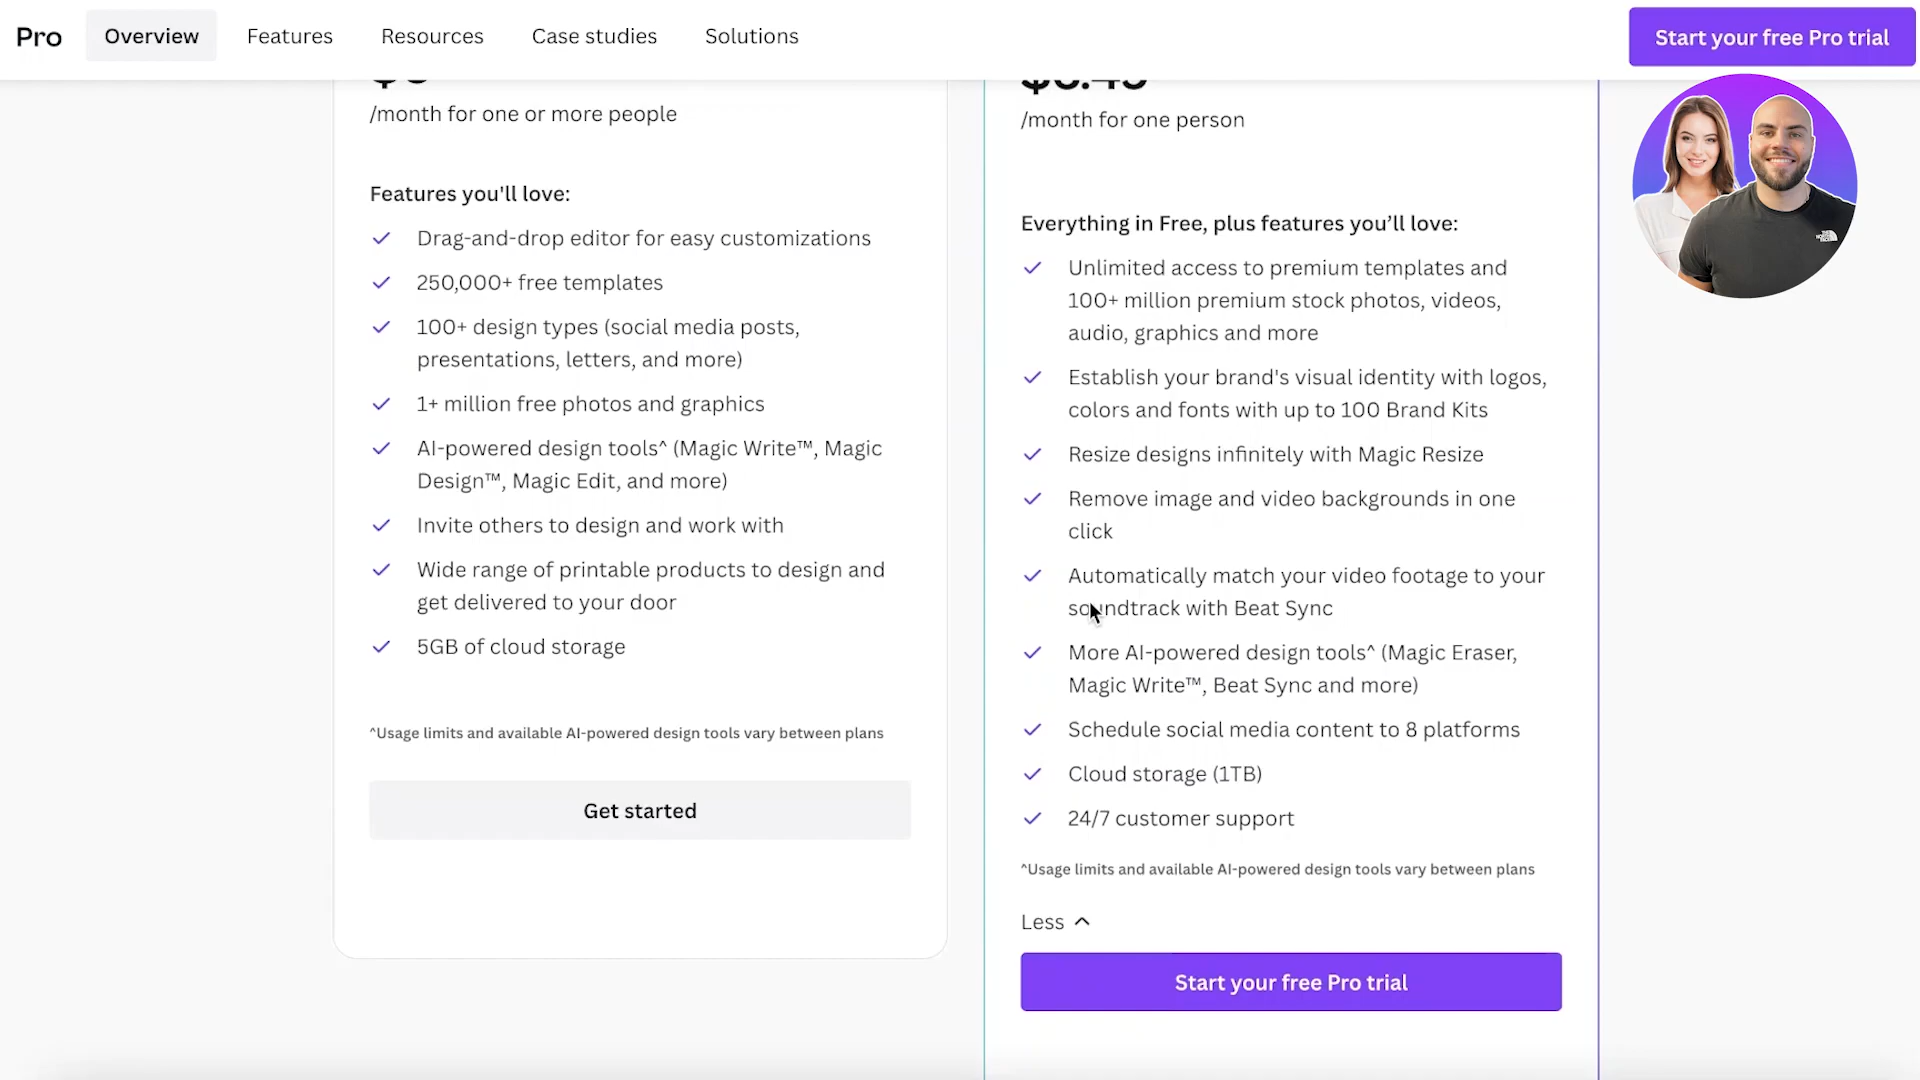 Pro
Overview
Features
Resources
Case studies
Solutions
Start your free Pro trial
/month for one or more people
Features you'll love:
Drag-and-drop editor for easy customizations
250,000+ free templates
100+ design types (social media posts,
presentations, letters, and more)
1+ million free photos and graphics
AI-powered design tools^ (Magic Write™, Magic
Design™, Magic Edit, and more)
Invite others to design and work with
Wide range of printable products to design and
get delivered to your door
5GB of cloud storage
^Usage limits and available AI-powered design tools vary between plans
Get started
/month for one person
Everything in Free, plus features you’ll love:
Unlimited access to premium templates and
100+ million premium stock photos, videos,
audio, graphics and more
Establish your brand's visual identity with logos,
colors and fonts with up to 100 Brand Kits
Resize designs infinitely with Magic Resize
Remove image and video backgrounds in one
click
Automatically match your video footage to your
soundtrack with Beat Sync
More AI-powered design tools^ (Magic Eraser,
Magic Write™, Beat Sync and more)
Schedule social media content to 8 platforms
Cloud storage (1TB)
24/7 customer support
^Usage limits and available AI-powered design tools vary between plans
Less
Start your free Pro trial